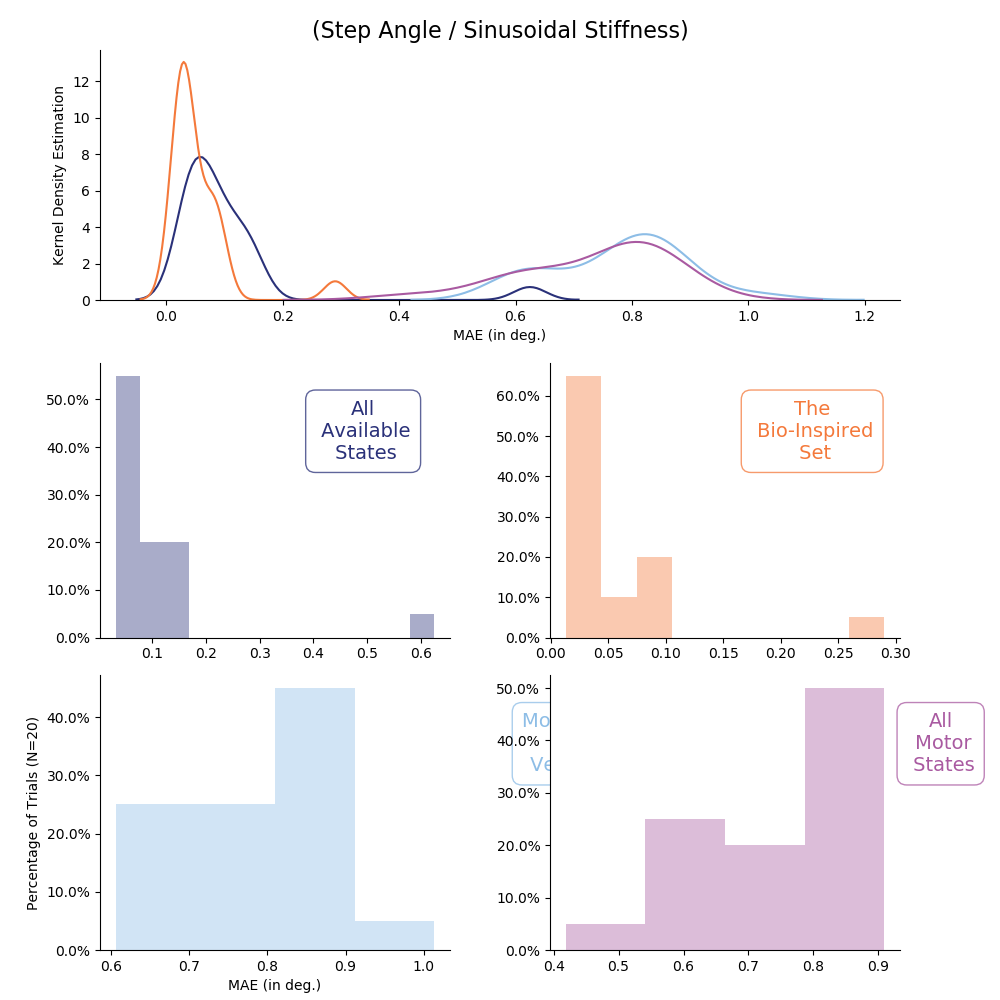 (Step Angle / Sinusoidal Stiffness)
Kernel Density Estimation
12
10
8
6
4
2
0
0.0 0.2 0.4 0.6 0.8 1.0 1.2
MAE (in deg.)
50.0%
40.0%
30.0%
20.0%
10.0%
0.0%
0.1 0.2 0.3 0.4 0.5 0.6
All
Available
States
60.0%
50.0%
40.0%
30.0%
20.0%
10.0%
0.0%
0.00 0.05 0.10 0.15 0.20 0.25 0.30
The
Bio-Inspired
Set
Percentage of Trials (N=20)
40.0%
30.0%
20.0%
10.0%
0.0%
0.6 0.7 0.8 0.9 1.0
MAE (in deg.)
50.0%
40.0%
30.0%
20.0%
10.0%
0.0%
0.4 0.5 0.6 0.7 0.8 0.9
All
Motor
States